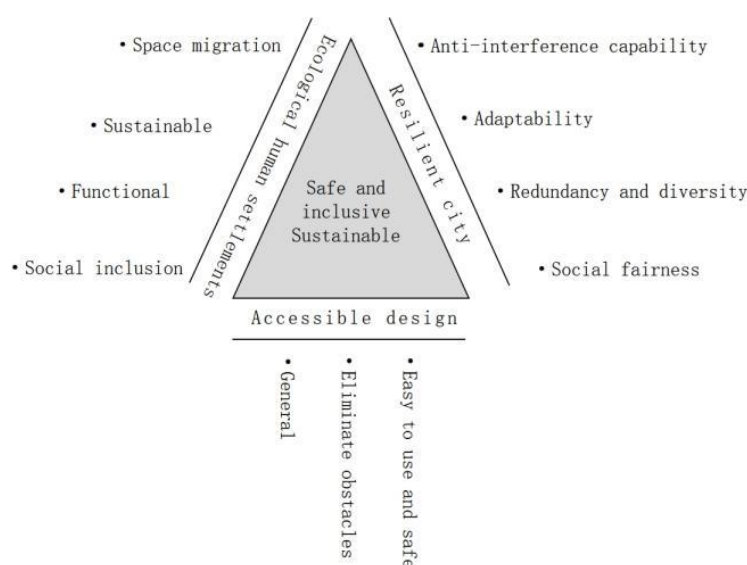 • Space migration
• Sustainable
• Functional
• Social inclusion
Ecological human settlements
Safe and
inclusive
Sustainable
Resilient city
• Anti-interference capability
• Adaptability
• Redundancy and diversity
• Social fairness
Accessible design
• General
• Eliminate obstacles
• Easy to use and safe